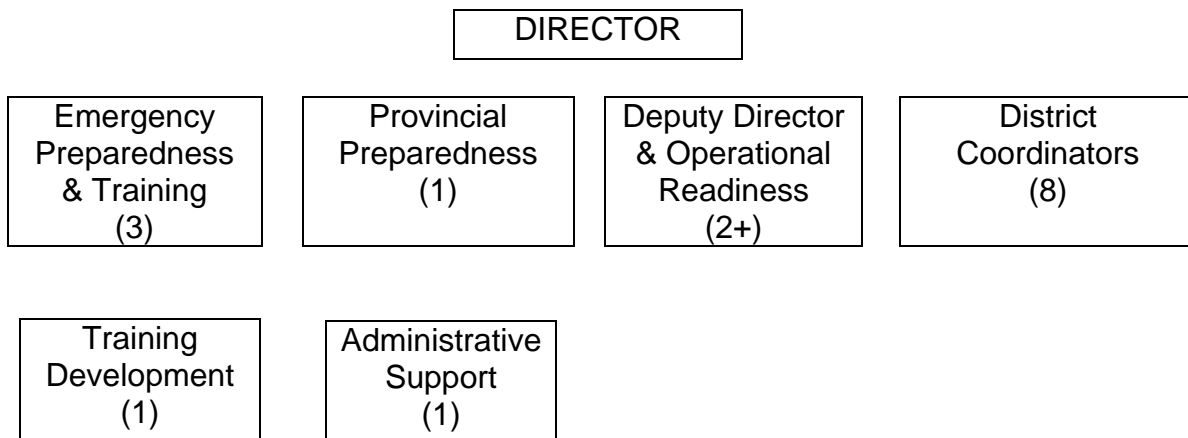 DIRECTOR
Emergency
Preparedness
& Training
(3)
Provincial
Preparedness
(1)
Deputy Director
& Operational
Readiness
(2+)
District
Coordinators
(8)
Training
Development
(1)
Administrative
Support
(1)